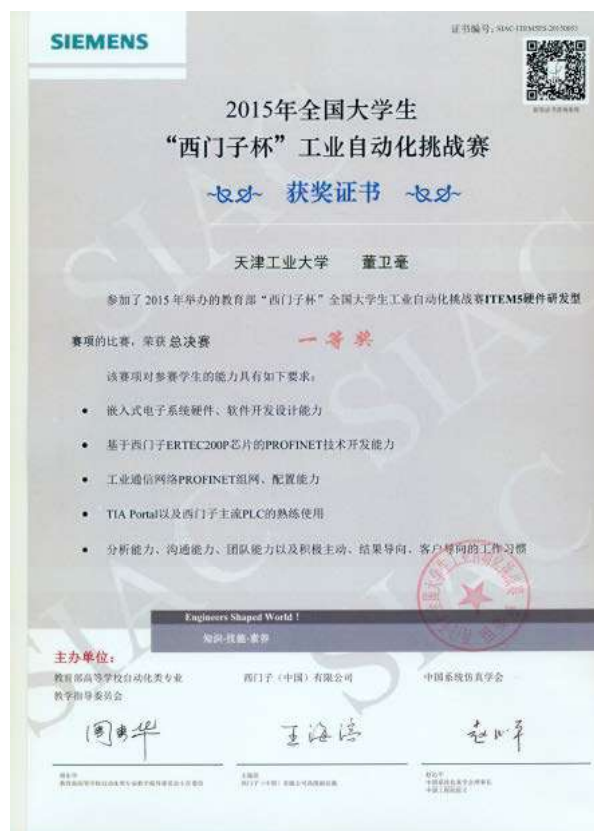 SIEMENS
证书编号：
2015年全国大学生
“西门子杯”工业自动化挑战赛
获奖证书
天津工业大学 董卫毫
参加了 2015 年举办的教育部“西门子杯”全国大学生工业自动化挑战赛ITEM5硬件研发型
赛项的比赛，荣获 总决赛 一等奖
该赛项对参赛学生的能力具有如下要求：
• 嵌入式电子系统硬件、软件开发设计能力
• 基于西门子ERTEC200P芯片的PROFINET技术开发能力
• 工业通信网络PROFINET组网、配置能力
• TIA Portal以及西门子主流PLC的熟练使用
• 分析能力、沟通能力、团队能力以及积极主动、结果导向、客户导向的工作习惯
Engineers Shaped World !
知识-技能-素养
主办单位：
教育部高等学校自动化类专业
教学指导委员会
西门子（中国）有限公司
中国系统仿真学会
SIAC